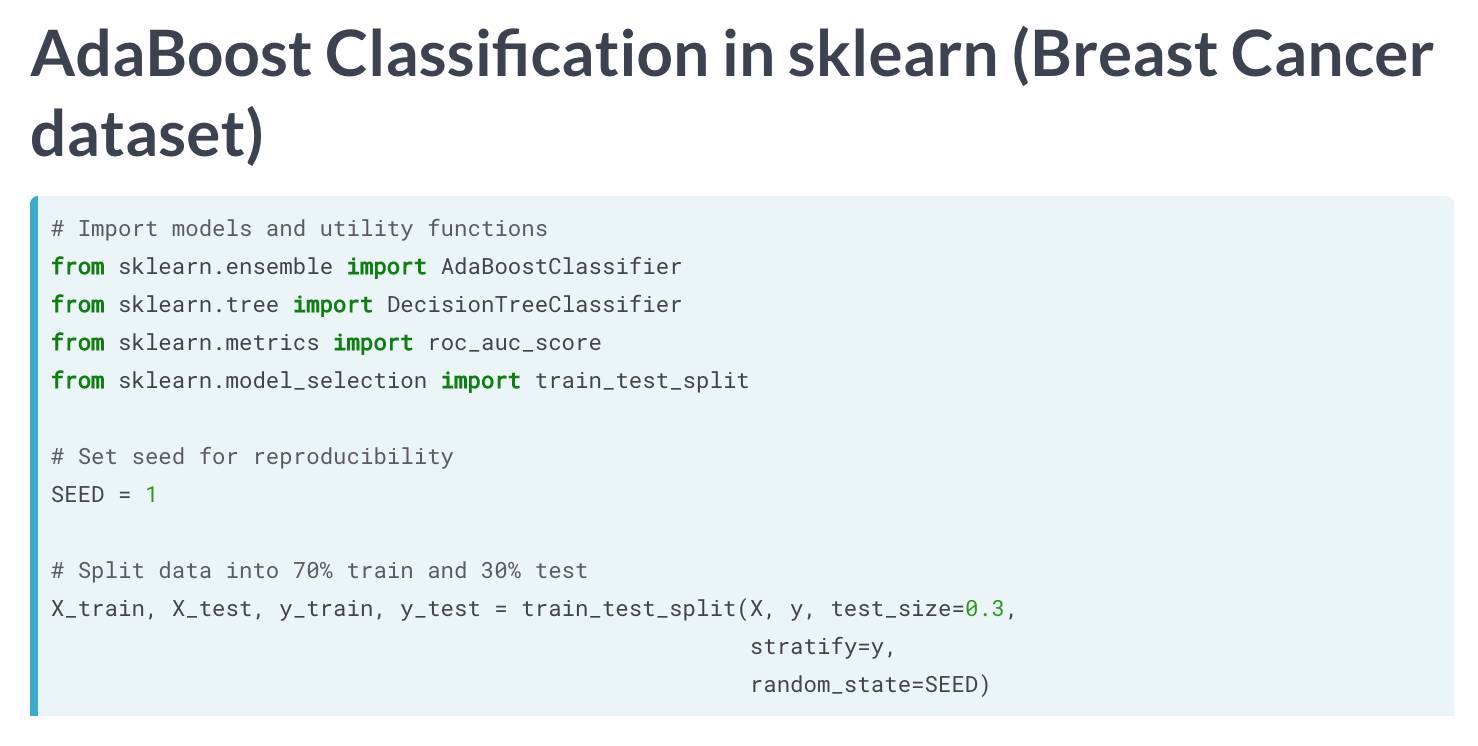 AdaBoost Classification in sklearn (Breast Cancer
dataset)
# Import models and utility functions
from sklearn.ensemble import AdaBoostClassifier
from sklearn.tree import DecisionTreeClassifier
from sklearn.metrics import roc_auc_score
from sklearn.model_selection import train_test_split
# Set seed for reproducibility
SEED = 1
# Split data into 70% train and 30% test
X_train, X_test, y_train, y_test = train_test_split(X, y, test_size=0.3,
stratify=y,
random_state=SEED)